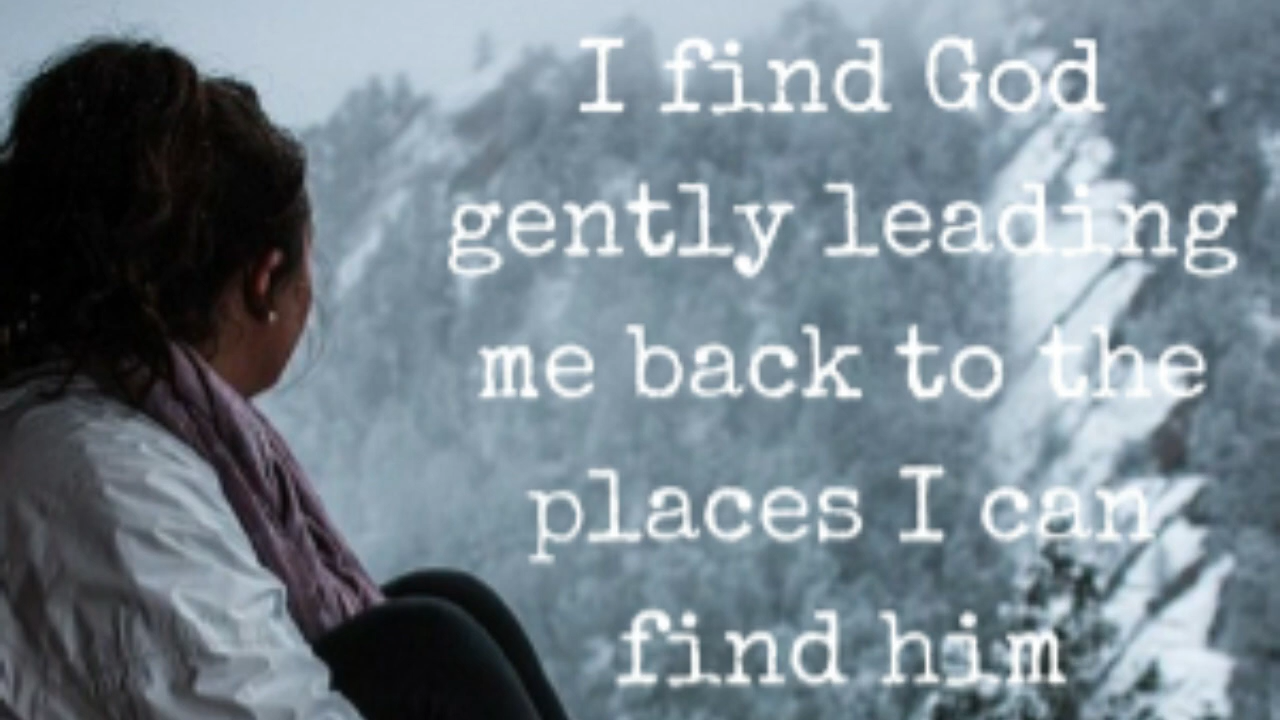 I find God
gently leading
me back to the
places I can
find him